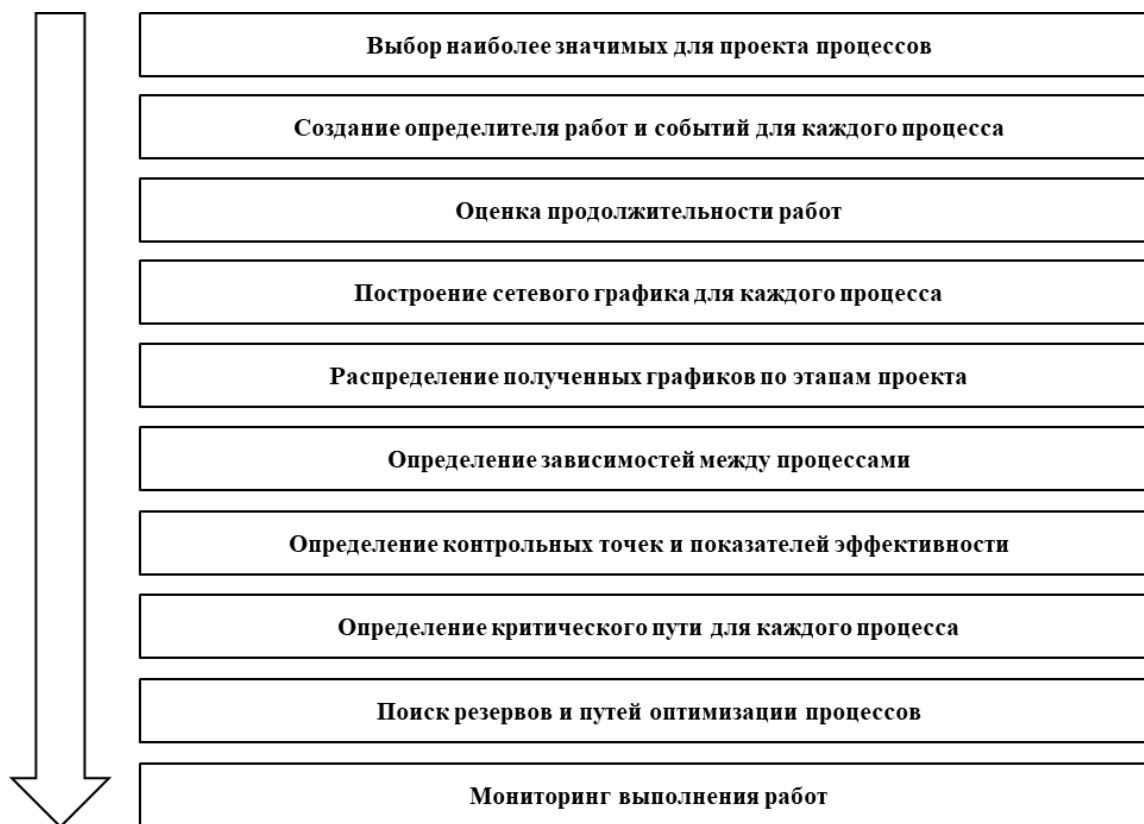 Выбор наиболее значимых для проекта процессов
Создание определителя работ и событий для каждого процесса
Оценка продолжительности работ
Построение сетевого графика для каждого процесса
Распределение полученных графиков по этапам проекта
Определение зависимостей между процессами
Определение контрольных точек и показателей эффективности
Определение критического пути для каждого процесса
Поиск резервов и путей оптимизации процессов
Мониторинг выполнения работ